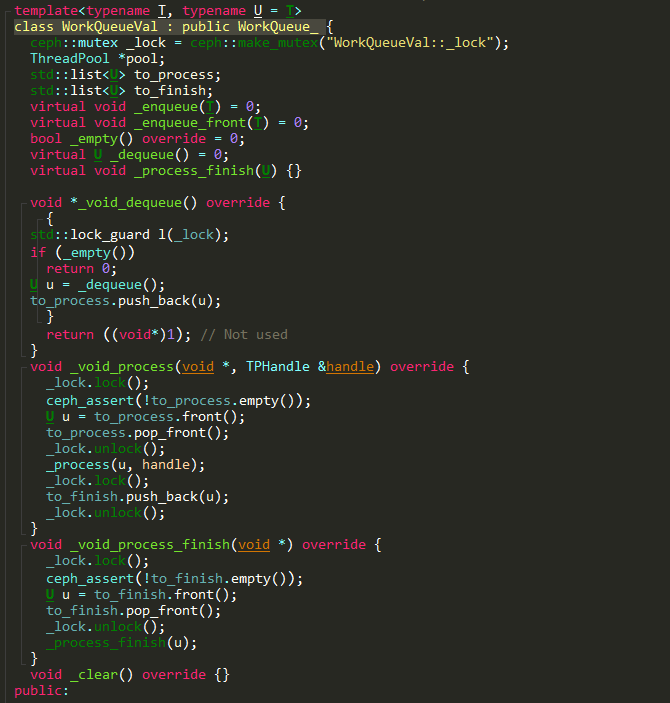 template<typename T, typename U = T>
class WorkQueueVal : public WorkQueue_ {
ceph::mutex _lock = ceph::make_mutex("WorkQueueVal::_lock");
ThreadPool *pool;
std::list<U> to_process;
std::list<U> to_finish;
virtual void _enqueue(T) = 0;
virtual void _enqueue_front(T) = 0;
bool _empty() override = 0;
virtual U _dequeue() = 0;
virtual void _process_finish(U) {}
void *_void_dequeue() override {
{
std::lock_guard l(_lock);
if (_empty())
return 0;
U u = _dequeue();
to_process.push_back(u);
}
return ((void*)1); // Not used
}
void _void_process(void *, TPHandle &handle) override {
_lock.lock();
ceph_assert(!to_process.empty());
U u = to_process.front();
to_process.pop_front();
_lock.unlock();
_process(u, handle);
_lock.lock();
to_finish.push_back(u);
_lock.unlock();
}
void _void_process_finish(void *) override {
_lock.lock();
ceph_assert(!to_finish.empty());
U u = to_finish.front();
to_finish.pop_front();
_lock.unlock();
_process_finish(u);
}
void _clear() override {}
public: